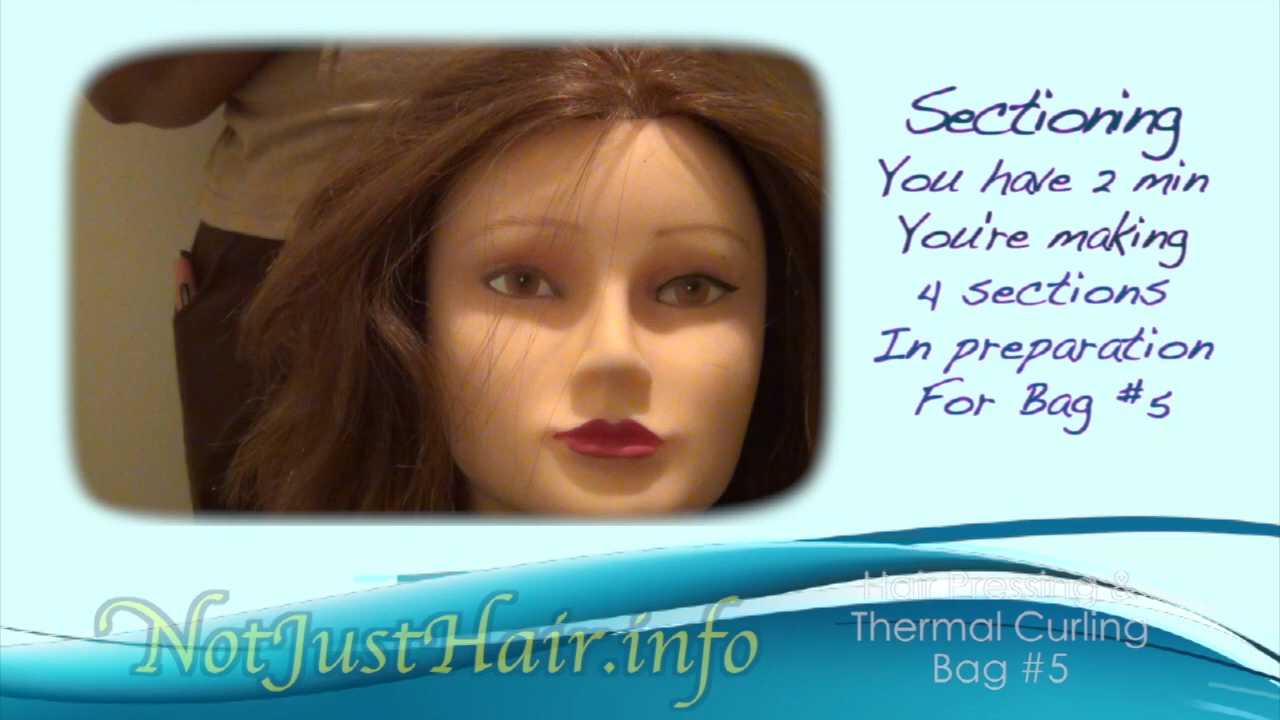 Sectioning
You have 2 min
You're making
4 sections
In preparation
For Bag #5
NotJustHair.info
Hair Pressing &
Thermal Curling
Bag #5